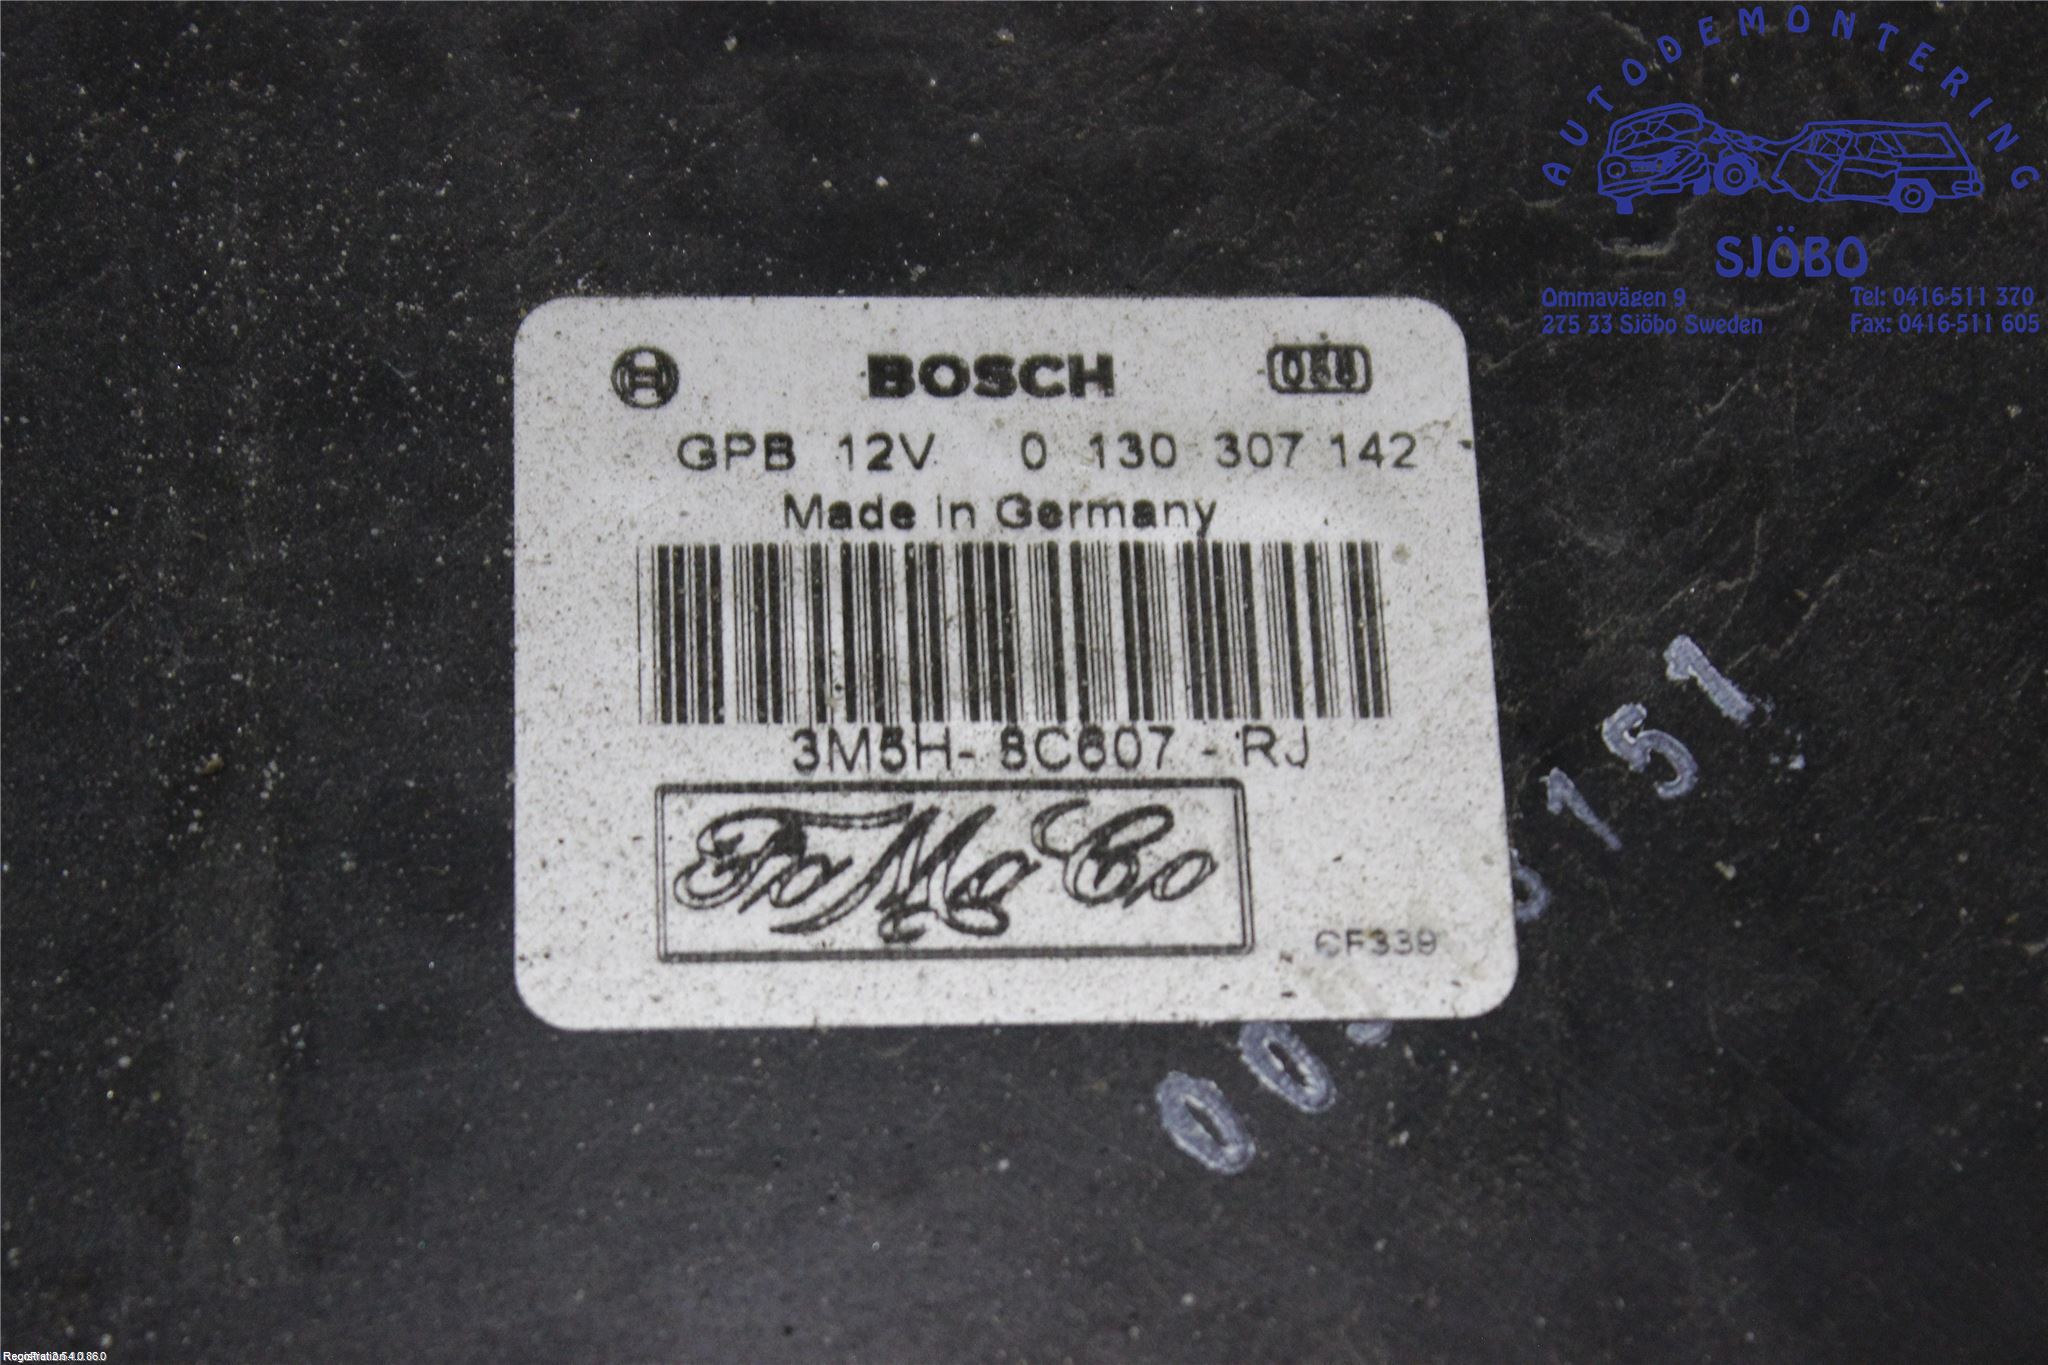 AUTODEMONTERING
SJÖBO
Ommavägen 9
275 33 Sjöbo Sweden
Tel: 0416-511 370
Fax: 0416-511 605
BOSCH
GPB 12V 0 130 307 142
Made in Germany
3M5H- 8C607 - RJ
FoMoCo
CF339